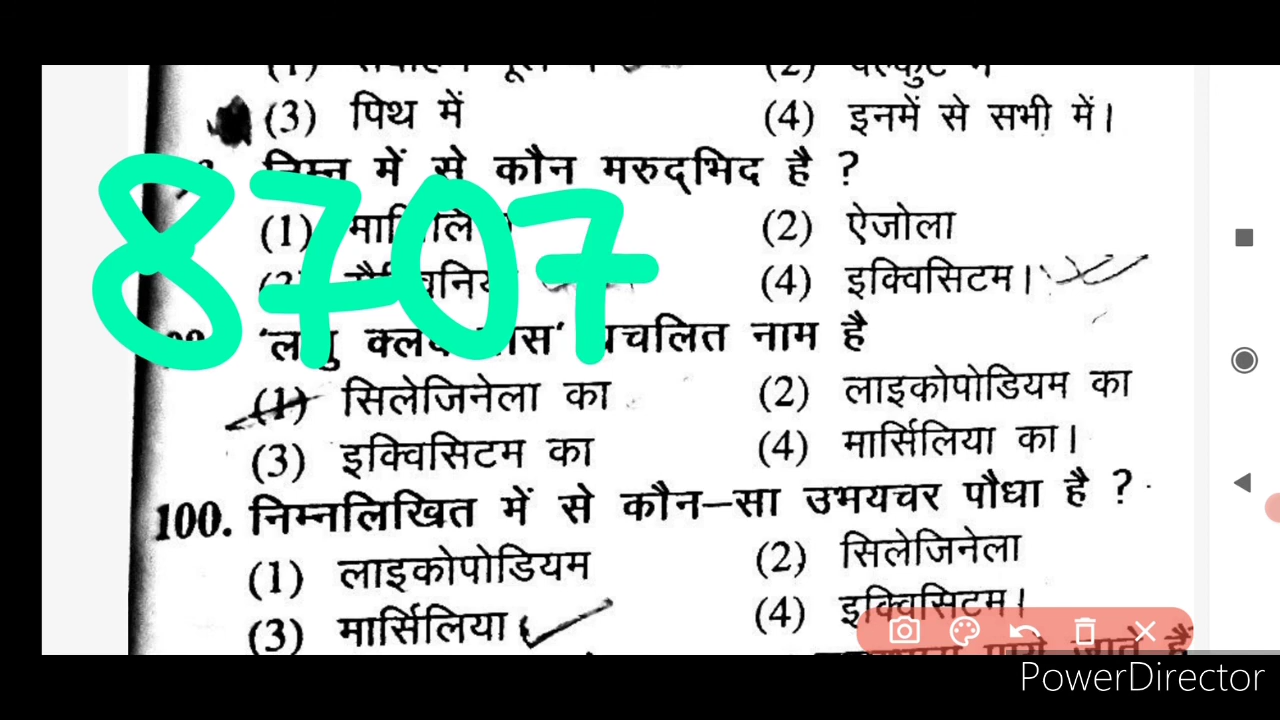 (3) पिथ में (4) इनमें से सभी में।
निम्न में से कौन मरुद्भिद है ?
(1) (2) ऐजोला
(4) इक्विसिटम।
प्रचलित नाम है
(1) सिलेजिनेला का (2) लाइकोपोडियम का
(3) इक्विसिटम का (4) मार्सिलिया का।
100. निम्नलिखित में से कौन–सा उभयचर पौधा है ?
(1) लाइकोपोडियम (2) सिलेजिनेला
(3) मार्सिलिया (4) इक्विसिटम।
8707
PowerDirector